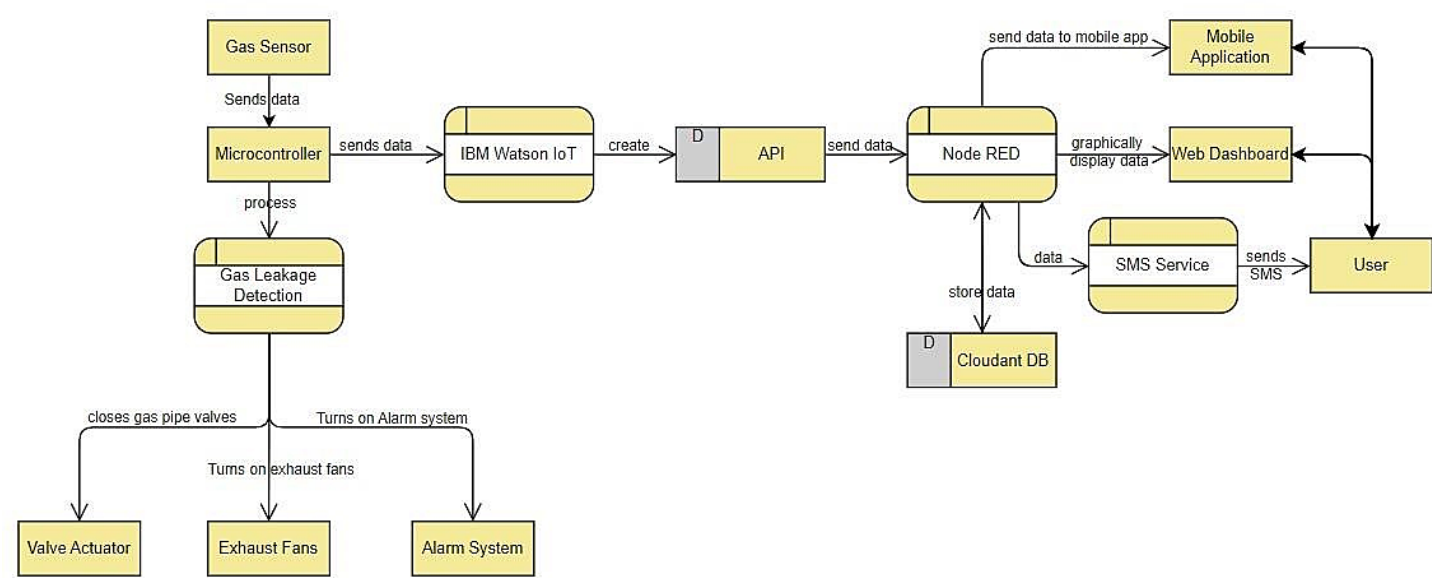 Gas Sensor
send data to mobile app
Mobile
Application
Sends data
Microcontroller
sends data
IBM Watson IoT
create
D
API
send data
Node RED
graphically
display data
Web Dashboard
process
Gas Leakage
Detection
data
SMS Service
sends
SMS
User
store data
D
Cloudant DB
closes gas pipe valves
Turns on Alarm system
Turns on exhaust fans
Valve Actuator
Exhaust Fans
Alarm System